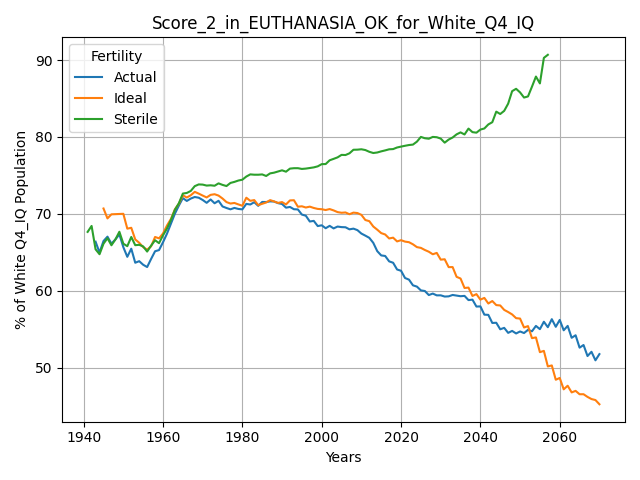 Score_2_in_EUTHANASIA_OK_for_White_Q4_IQ
Fertility
Actual
Ideal
Sterile
% of White Q4_IQ Population
90
80
70
60
50
1940
1960
1980
2000
2020
2040
2060
Years